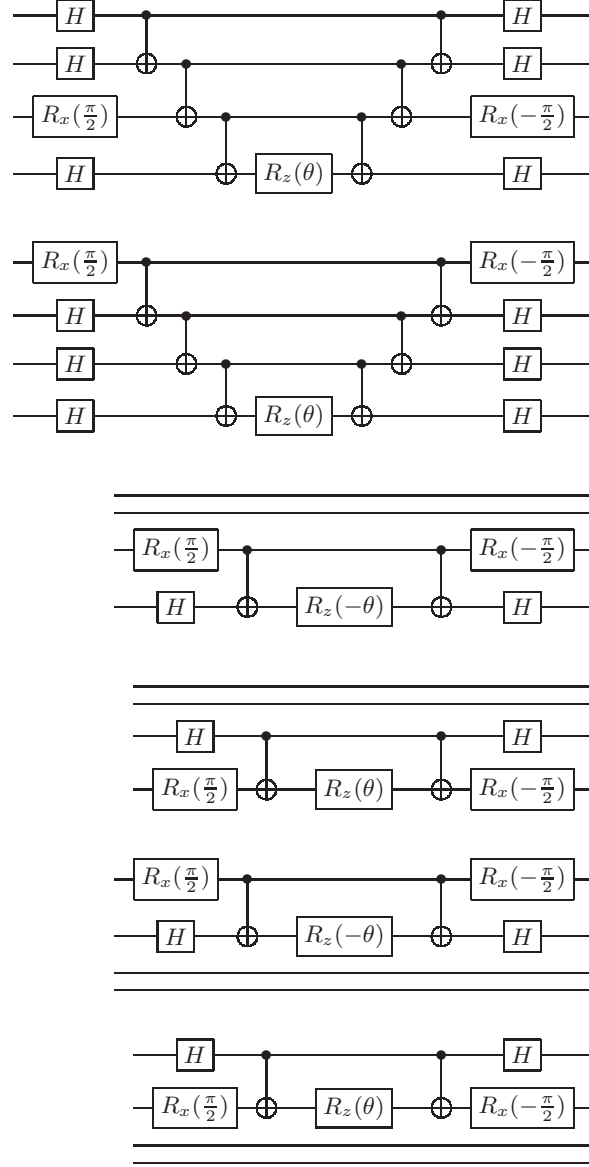 H H
H H
R_x(π/2) R_x(-π/2)
H R_z(θ) H
R_x(π/2) R_x(-π/2)
H H
H H
H R_z(θ) H
R_x(π/2) R_x(-π/2)
H R_z(-θ) H
H H
R_x(π/2) R_z(θ) R_x(-π/2)
R_x(π/2) R_x(-π/2)
H R_z(-θ) H
H H
R_x(π/2) R_z(θ) R_x(-π/2)